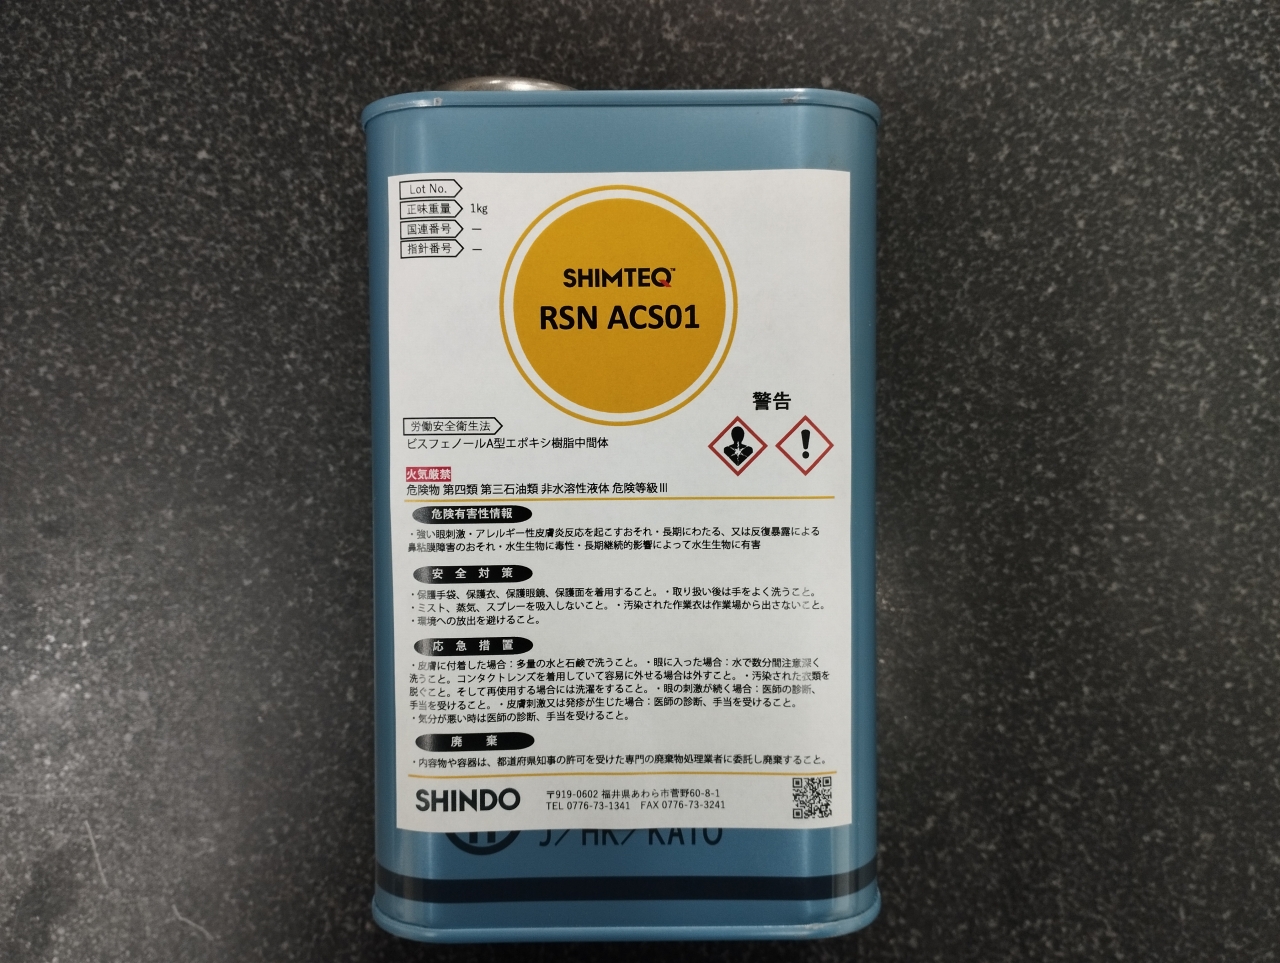 Lot No.
正味重量 1kg
国連番号 ー
指針番号 ー
SHIMTEQ™
RSN ACS01
警告
労働安全衛生法
ビスフェノールA型エポキシ樹脂中間体
火気厳禁
危険物 第四類 第三石油類 非水溶性液体 危険等級Ⅲ
危険有害性情報
・強い眼刺激・アレルギー性皮膚炎反応を起こすおそれ・長期にわたる、又は反復暴露による
鼻粘膜障害のおそれ・水生生物に毒性・長期継続的影響によって水生生物に有害
安全対策
・保護手袋、保護衣、保護眼鏡、保護面を着用すること。・取り扱い後は手をよく洗うこと。
・ミスト、蒸気、スプレーを吸入しないこと。・汚染された作業衣は作業場から出さないこと。
・環境への放出を避けること。
応急措置
・皮膚に付着した場合：多量の水と石鹸で洗うこと。・眼に入った場合：水で数分間注意深く
洗うこと。コンタクトレンズを着用していて容易に外せる場合は外すこと。・汚染された衣類を
脱ぐこと。そして再使用する場合には洗濯をすること。・眼の刺激が続く場合：医師の診断、
手当を受けること。・皮膚刺激又は発疹が生じた場合：医師の診断、手当を受けること。
・気分が悪い時は医師の診断、手当を受けること。
廃棄
・内容物や容器は、都道府県知事の許可を受けた専門の廃棄物処理業者に委託し廃棄すること。
SHINDO
〒919-0602 福井県あわら市菅野60-8-1
TEL 0776-73-1341 FAX 0776-73-3241
J／HK／KATO